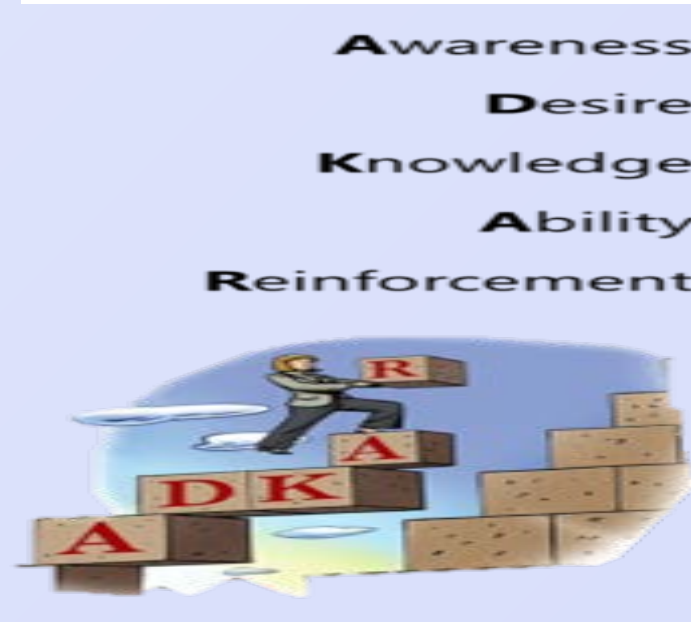 Awareness
Desire
Knowledge
Ability
Reinforcement
R
A
D K
A